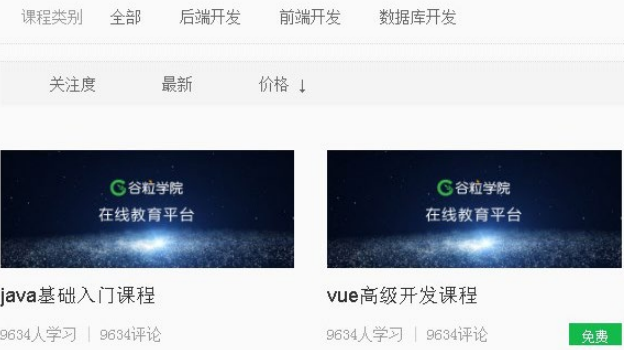 课程类别 全部 后端开发 前端开发 数据库开发
关注度 最新 价格 ↓
谷粒学院 谷粒学院
在线教育平台 在线教育平台
java基础入门课程 vue高级开发课程
9634人学习 | 9634评论 9634人学习 | 9634评论 免费